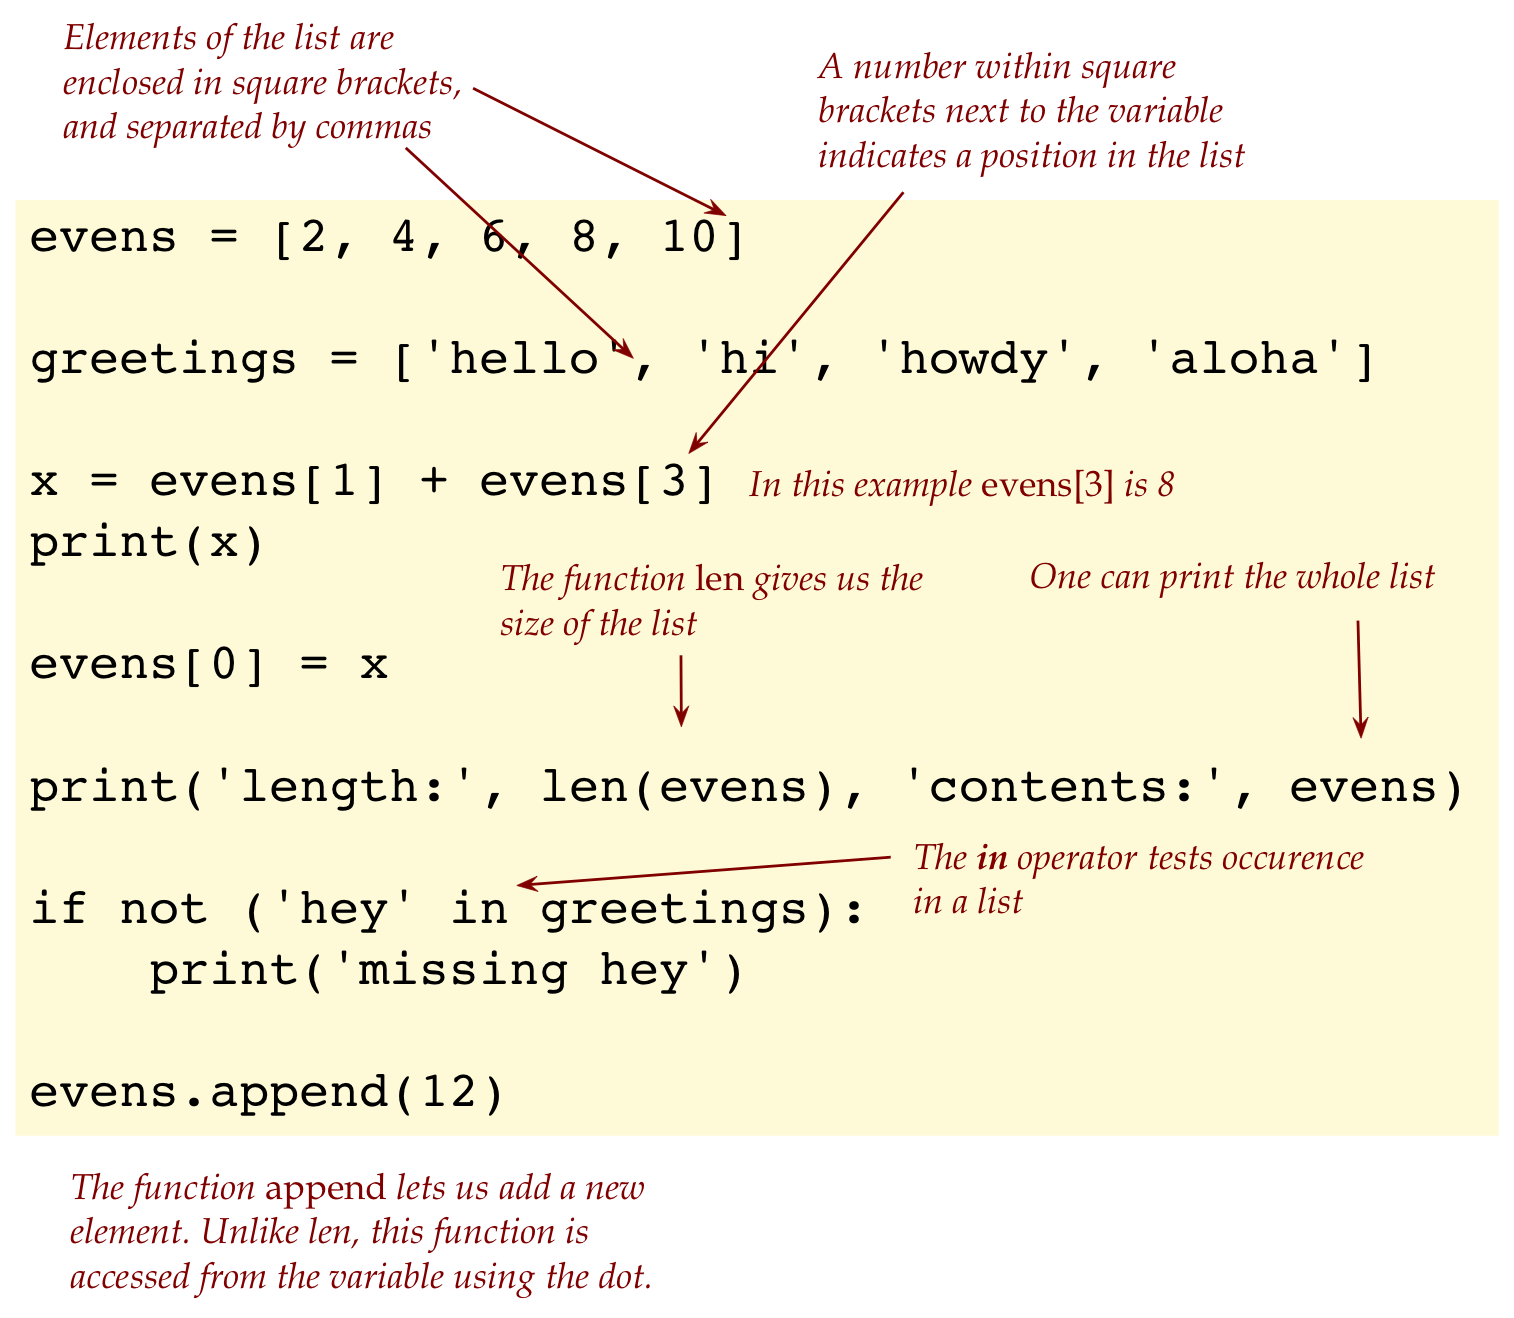 Elements of the list are
enclosed in square brackets,
and separated by commas
A number within square
brackets next to the variable
indicates a position in the list
evens = [2, 4, 6, 8, 10]
greetings = ['hello', 'hi', 'howdy', 'aloha']
x = evens[1] + evens[3] In this example evens[3] is 8
print(x)
The function len gives us the
size of the list
One can print the whole list
evens[0] = x
print('length:', len(evens), 'contents:', evens)
The in operator tests occurence
in a list
if not ('hey' in greetings):
    print('missing hey')
evens.append(12)
The function append lets us add a new
element. Unlike len, this function is
accessed from the variable using the dot.